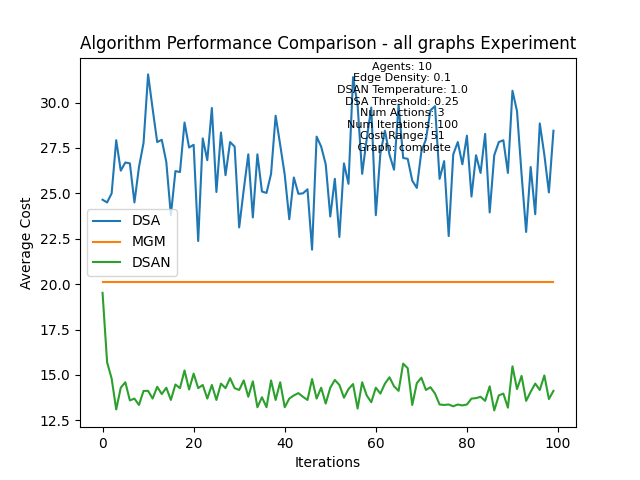 Algorithm Performance Comparison - all graphs Experiment
Agents: 10
Edge Density: 0.1
DSAN Temperature: 1.0
DSA Threshold: 0.25
Num Actions: 3
Num Iterations: 100
Cost Range: 51
Graph: complete
30.0
27.5
25.0
22.5
20.0
17.5
15.0
12.5
Average Cost
DSA
MGM
DSAN
0
20
40
60
80
100
Iterations